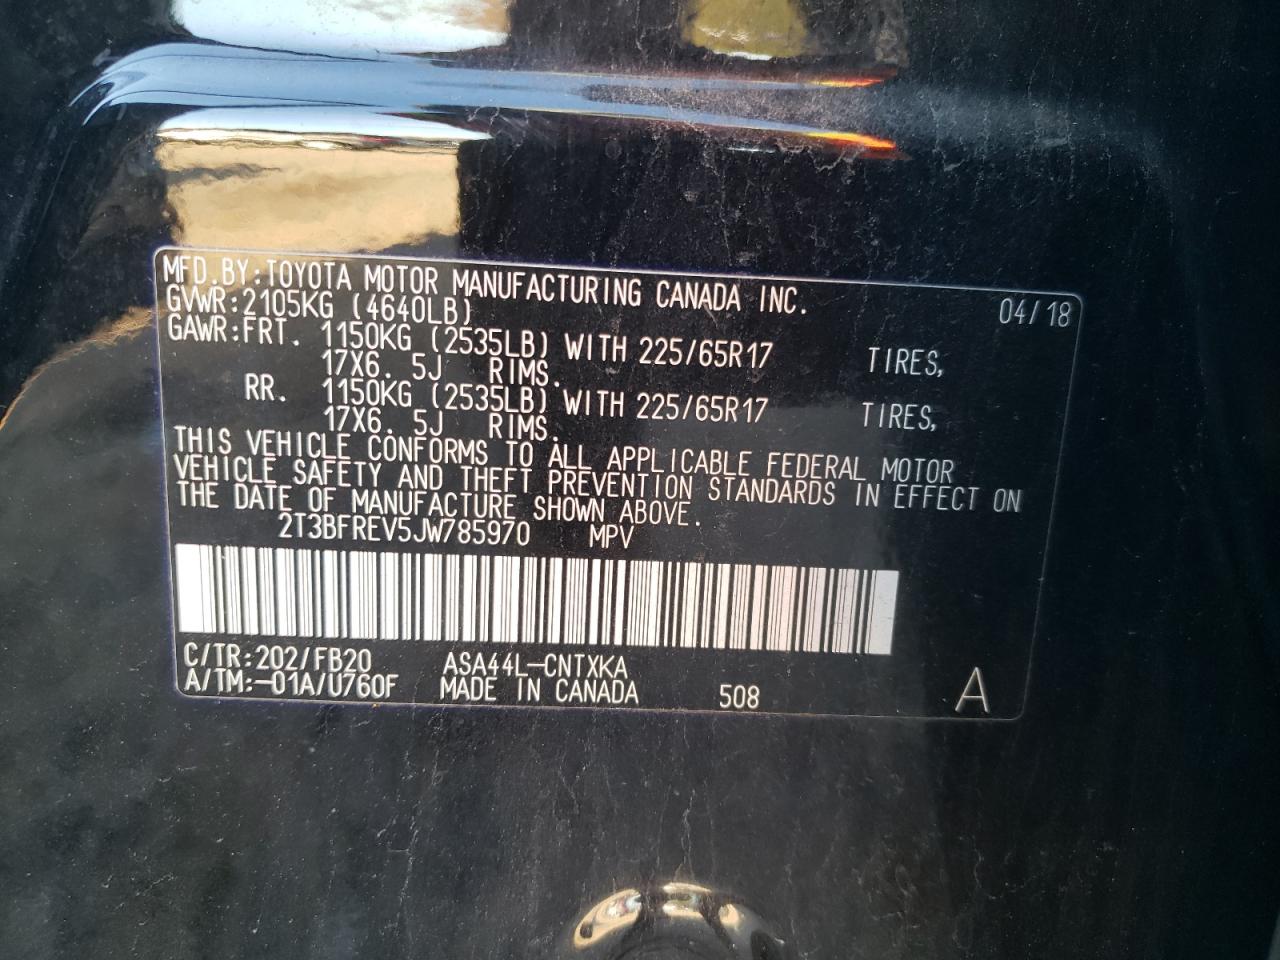 MFD.BY:TOYOTA MOTOR MANUFACTURING CANADA INC. 04/18
GVWR:2105KG (4640LB)
GAWR:FRT. 1150KG (2535LB) WITH 225/65R17 TIRES,
17X6. 5J RIMS.
RR. 1150KG (2535LB) WITH 225/65R17 TIRES,
17X6. 5J RIMS.
THIS VEHICLE CONFORMS TO ALL APPLICABLE FEDERAL MOTOR
VEHICLE SAFETY AND THEFT PREVENTION STANDARDS IN EFFECT ON
THE DATE OF MANUFACTURE SHOWN ABOVE.
2T3BFREV5JW785970 MPV
C/TR:202/FB20 ASA44L-CNTXKA
A/TM:-01A/U760F MADE IN CANADA 508 A